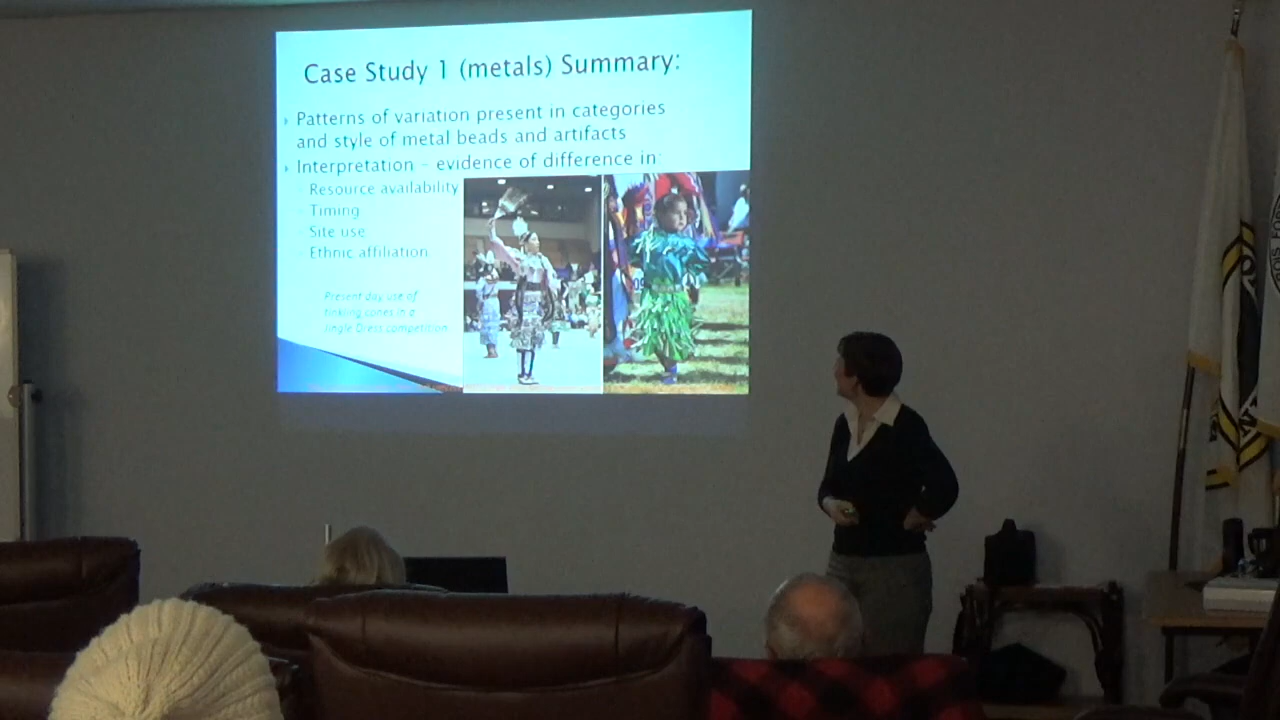 Case Study 1 (metals) Summary:
Patterns of variation present in categories
and style of metal beads and artifacts
Interpretation - evidence of difference in:
Resource availability
Timing
Site use
Ethnic affiliation
Present day use of
tinkling cones in a
Jingle Dress competition